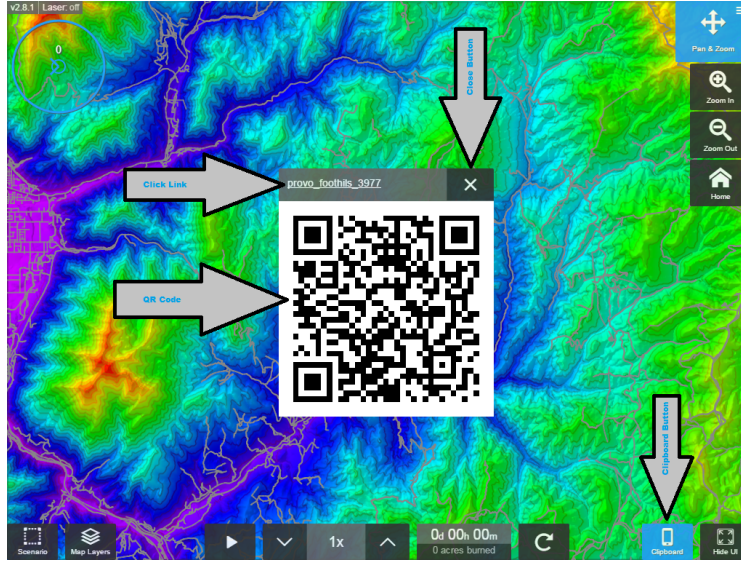 v2.8.1 Laser: off
0
Pan & Zoom
Close Button
Zoom In
Zoom Out
Click Link
provo_foothils_3977
Home
QR Code
Clipboard Button
Scenario
Map Layers
1x
0d 00h 00m
0 acres burned
Clipboard
Hide UI